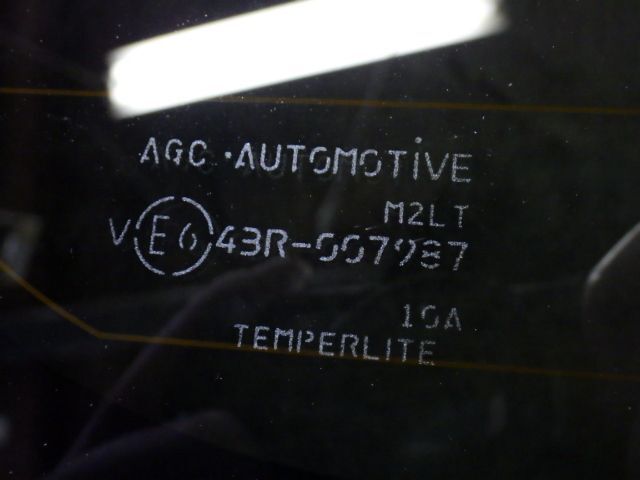 AGC • AUTOMOTIVE
M2LT
V E6 43R-007987
10A
TEMPERLITE